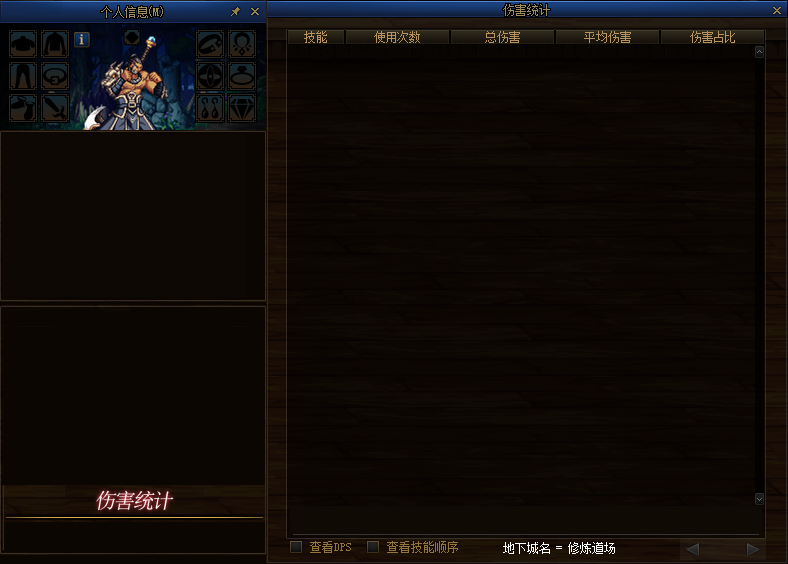 个人信息(M)
伤害统计
i
技能 使用次数 总伤害 平均伤害 伤害占比
伤害统计
查看DPS 查看技能顺序 地下城名 = 修炼道场